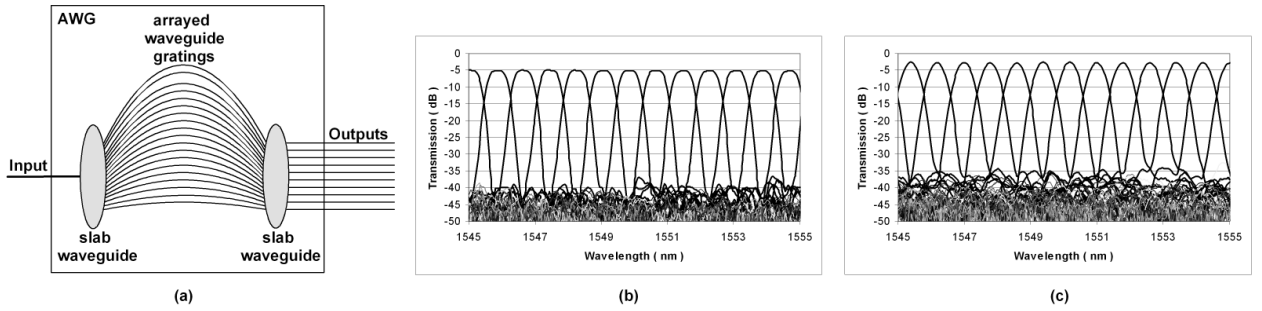 AWG
arrayed
waveguide
gratings
Input
Outputs
slab
waveguide
slab
waveguide
(a)
Transmission ( dB )
0
-5
-10
-15
-20
-25
-30
-35
-40
-45
-50
1545 1547 1549 1551 1553 1555
Wavelength ( nm )
(b)
Transmission ( dB )
0
-5
-10
-15
-20
-25
-30
-35
-40
-45
-50
1545 1547 1549 1551 1553 1555
Wavelength ( nm )
(c)